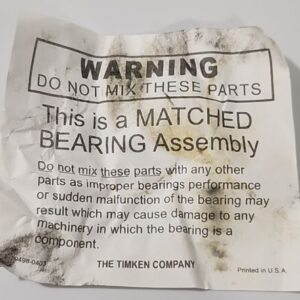 WARNING
DO NOT MIX THESE PARTS
This is a MATCHED
BEARING Assembly
Do not mix these parts with any other
parts as improper bearings performance
or sudden malfunction of the bearing may
result which may cause damage to any
machinery in which the bearing is a
component.
THE TIMKEN COMPANY
Printed in U.S.A.